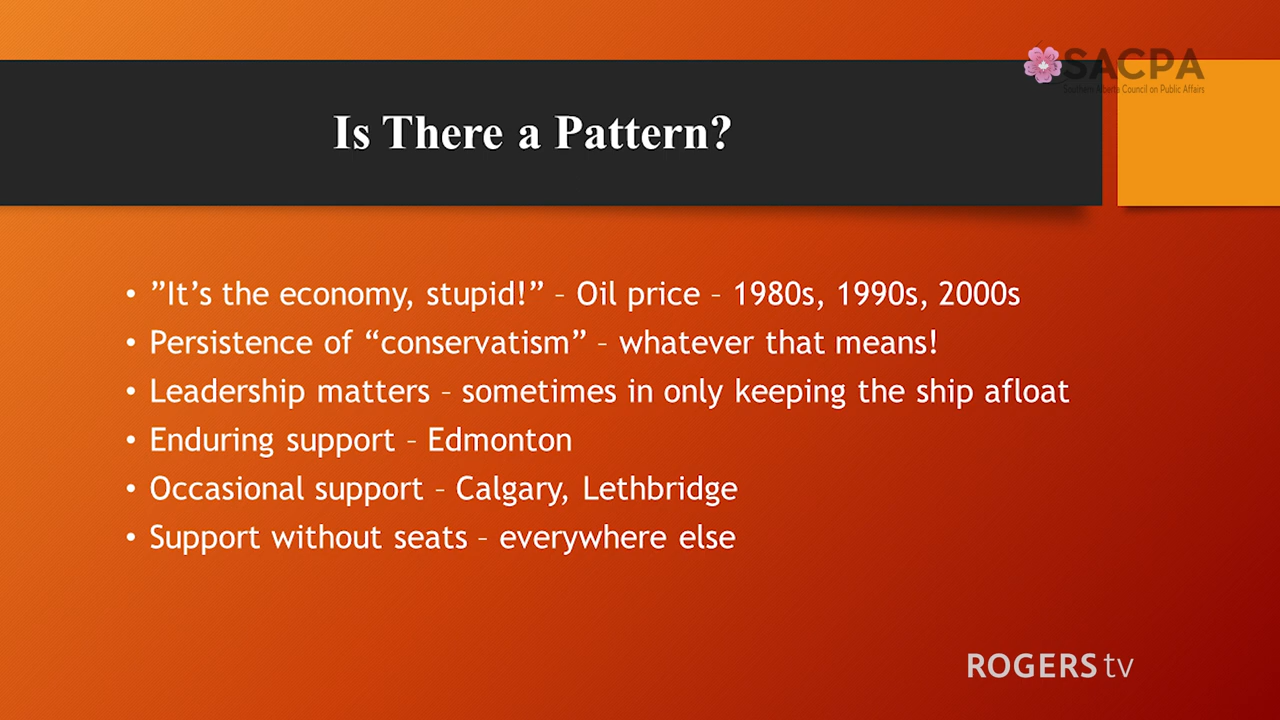 SACPA
Southern Alberta Council on Public Affairs
Is There a Pattern?
• ”It’s the economy, stupid!” – Oil price – 1980s, 1990s, 2000s
• Persistence of “conservatism” – whatever that means!
• Leadership matters – sometimes in only keeping the ship afloat
• Enduring support – Edmonton
• Occasional support – Calgary, Lethbridge
• Support without seats – everywhere else
ROGERS tv